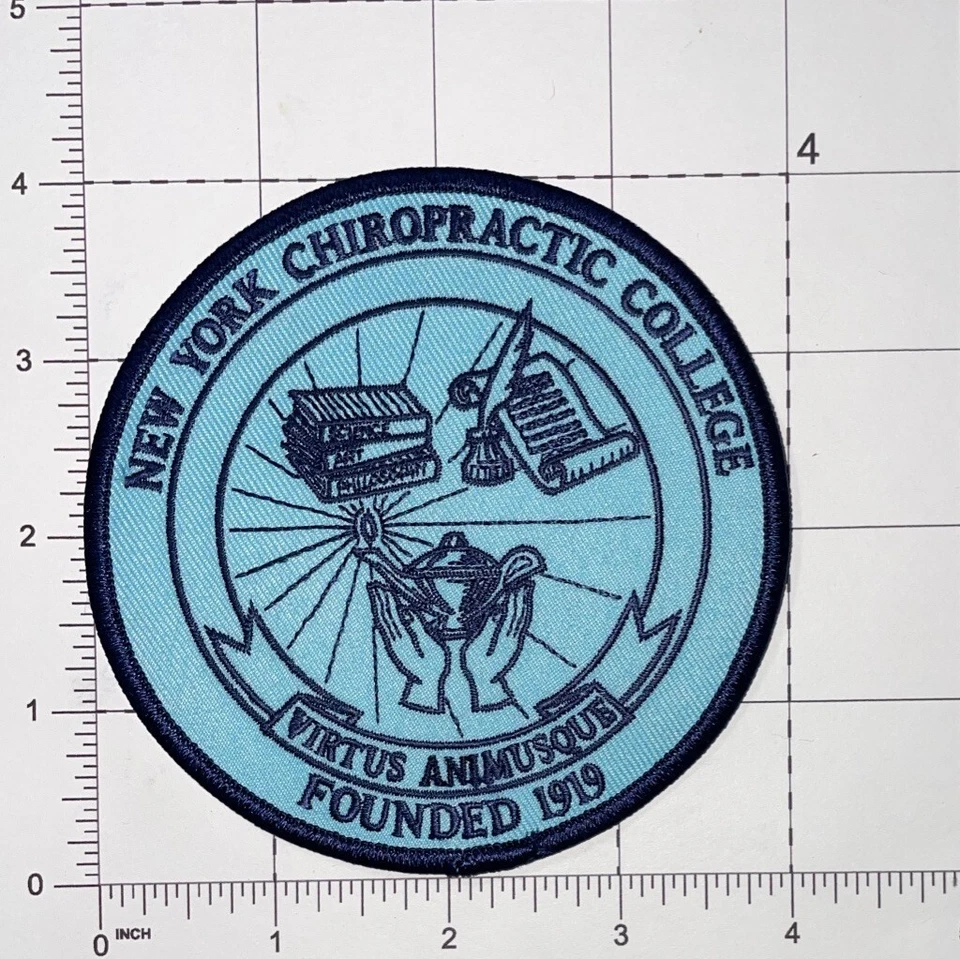 5
4
4
3
2
1
0
NEW YORK CHIROPRACTIC COLLEGE
SCIENCE
ART
PHILOSOPHY
VIRTUS ANIMUSQUE
FOUNDED 1919
0 INCH 1 2 3 4